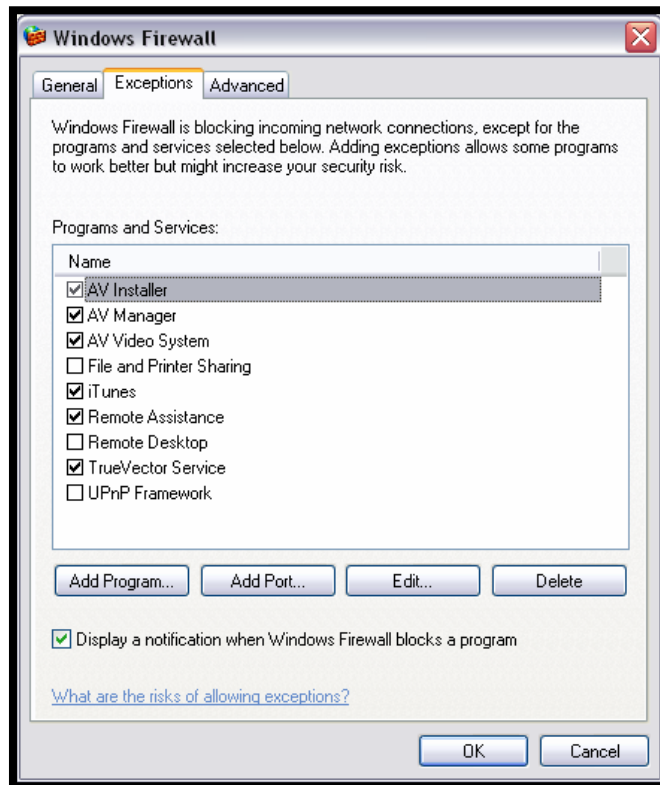 Windows Firewall
General Exceptions Advanced
Windows Firewall is blocking incoming network connections, except for the
programs and services selected below. Adding exceptions allows some programs
to work better but might increase your security risk.
Programs and Services:
Name
AV Installer
AV Manager
AV Video System
File and Printer Sharing
iTunes
Remote Assistance
Remote Desktop
TrueVector Service
UPnP Framework
Add Program... Add Port... Edit... Delete
Display a notification when Windows Firewall blocks a program
What are the risks of allowing exceptions?
OK Cancel